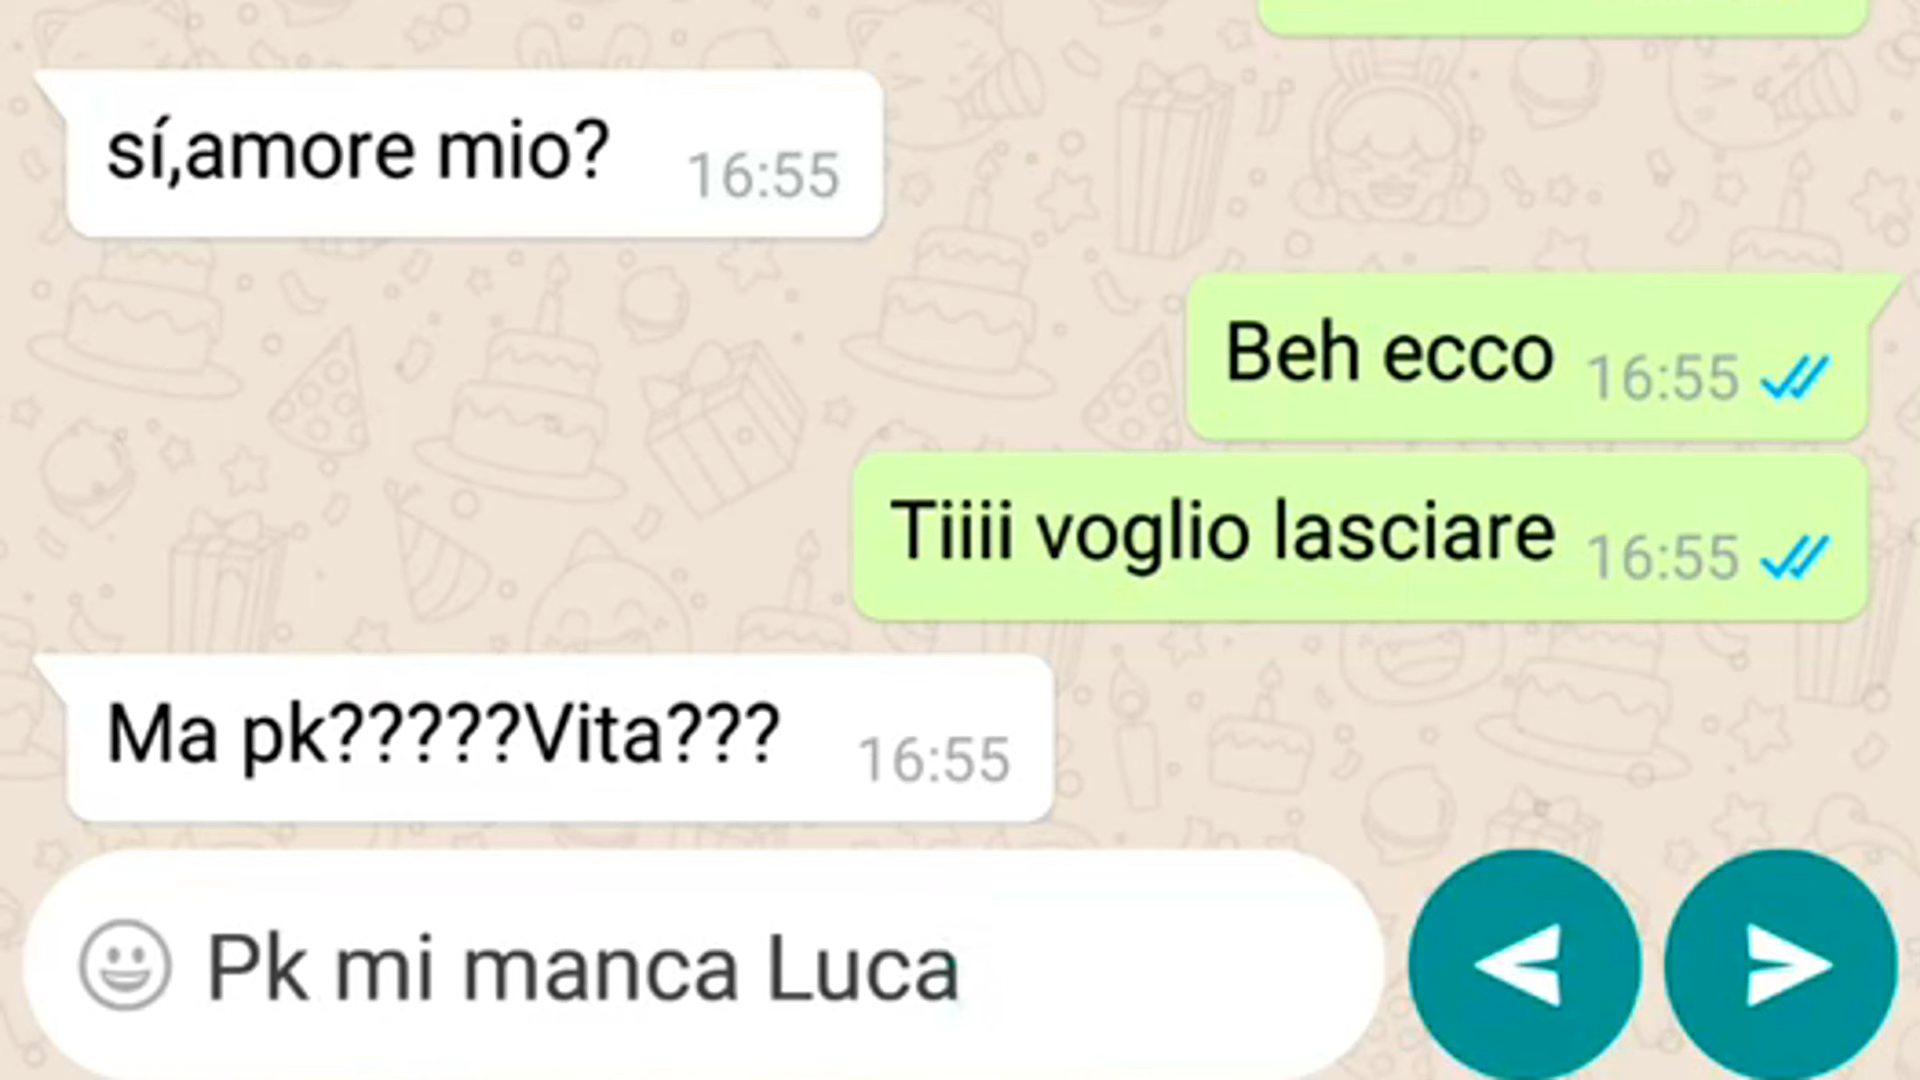 sí,amore mio? 16:55
Beh ecco 16:55
Tiiii voglio lasciare 16:55
Ma pk?????Vita??? 16:55
Pk mi manca Luca